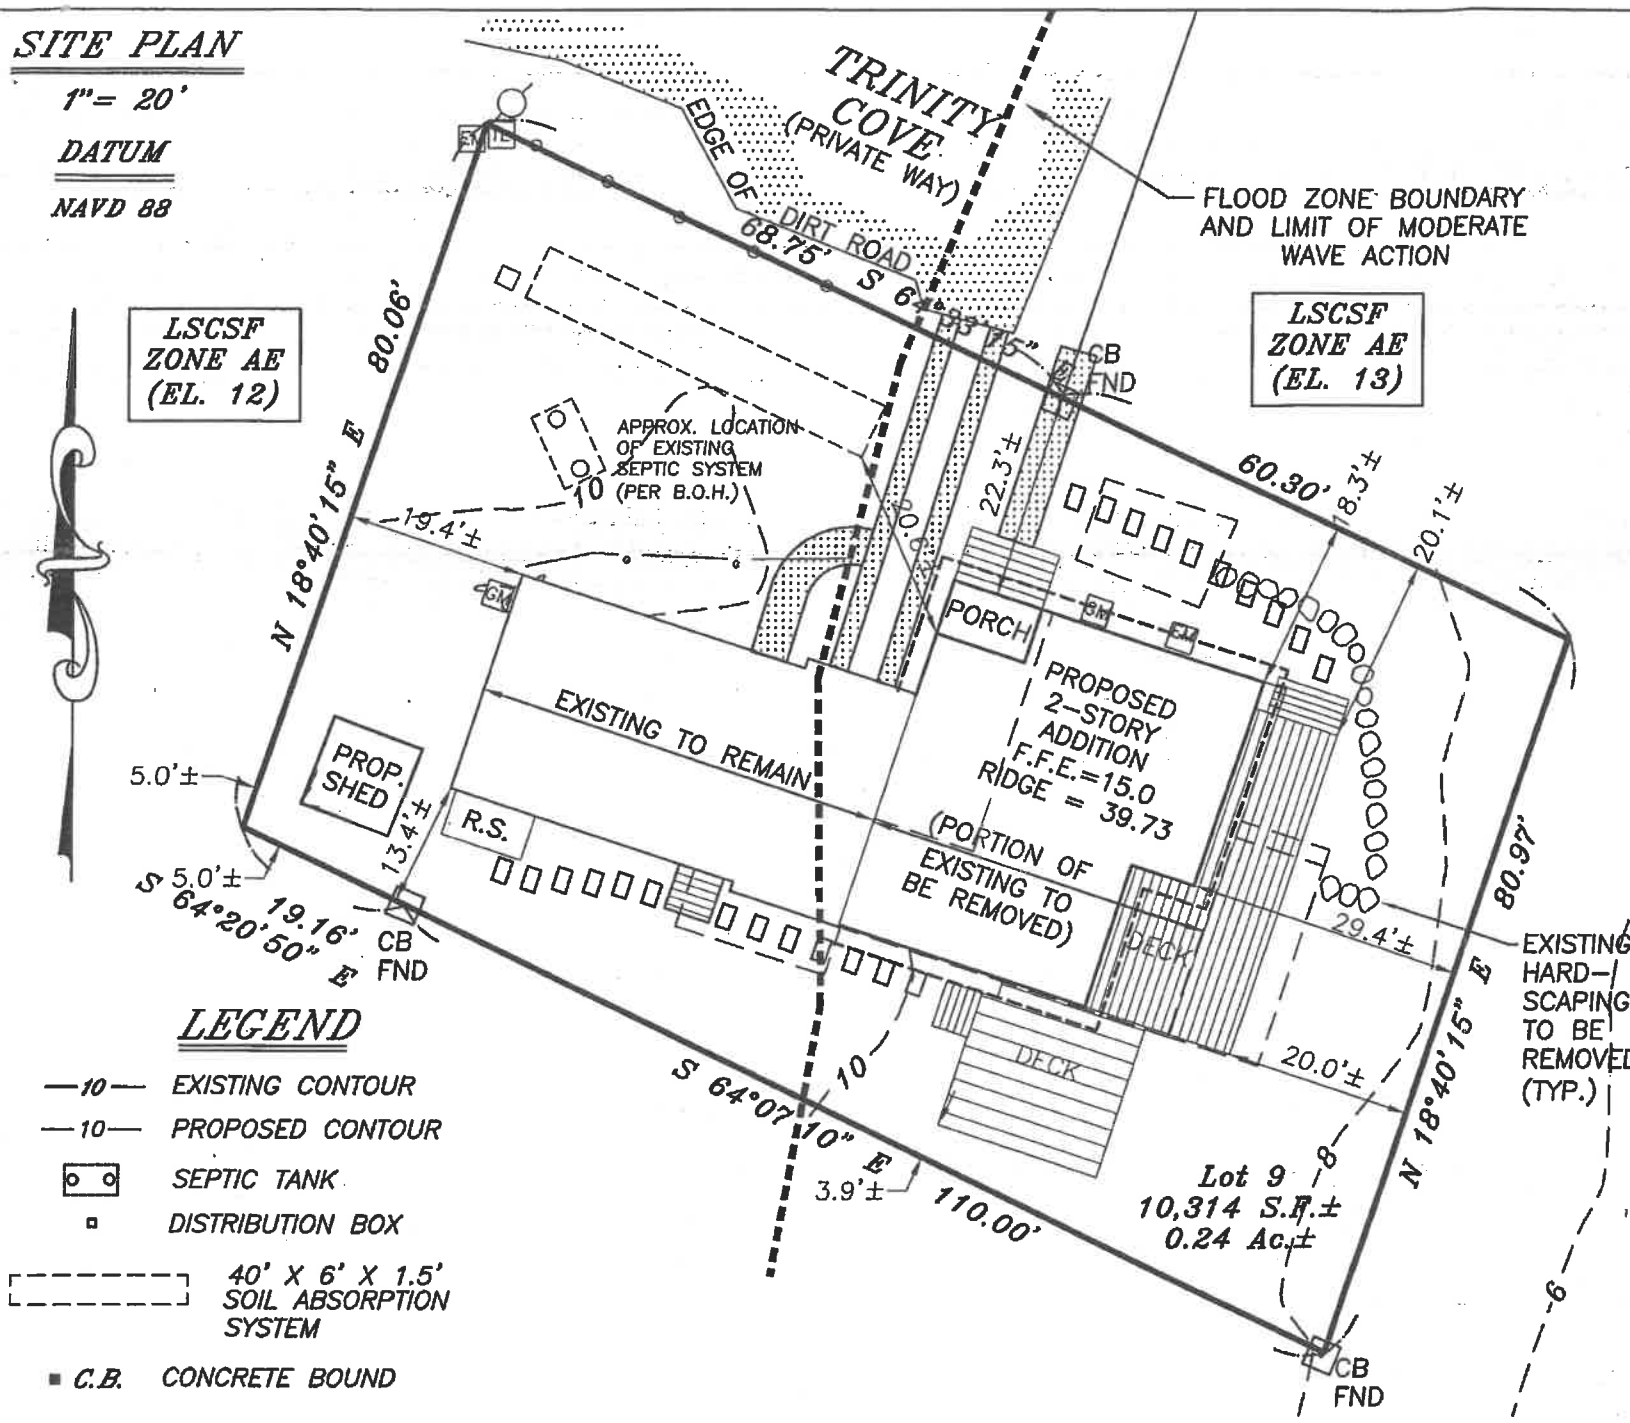 SITE PLAN
1"= 20'
DATUM
NAVD 88
TRINITY
COVE
(PRIVATE WAY)
EDGE OF
DIRT ROAD
FLOOD ZONE BOUNDARY
AND LIMIT OF MODERATE
WAVE ACTION
LSCSF
ZONE AE
(EL. 12)
LSCSF
ZONE AE
(EL. 13)
68.75'
CB
FND
80.06'
N 18°40'15" E
60.30'
APPROX. LOCATION
OF EXISTING
SEPTIC SYSTEM
(PER B.O.H.)
10
19.4'±
22.3'±
18.3'±
20.1'±
GM
PORCH
GM
EM
PROPOSED
2-STORY
ADDITION
F.F.E.=15.0
RIDGE = 39.73
EXISTING TO REMAIN
(PORTION OF
EXISTING TO
BE REMOVED)
PROP.
SHED
R.S.
5.0'±
5.0'±
13.4'±
19.16'
S 64°20'50" E
CB
FND
DECK
DECK
29.4'±
20.0'±
80.97'
N 18°40'15" E
EXISTING
HARD-
SCAPING
TO BE
REMOVED
(TYP.)
S 64°07'10" E
110.00'
10
3.9'±
8
6
Lot 9
10,314 S.F.±
0.24 Ac.±
CB
FND
LEGEND
10 EXISTING CONTOUR
10 PROPOSED CONTOUR
SEPTIC TANK
DISTRIBUTION BOX
40' X 6' X 1.5'
SOIL ABSORPTION
SYSTEM
C.B. CONCRETE BOUND